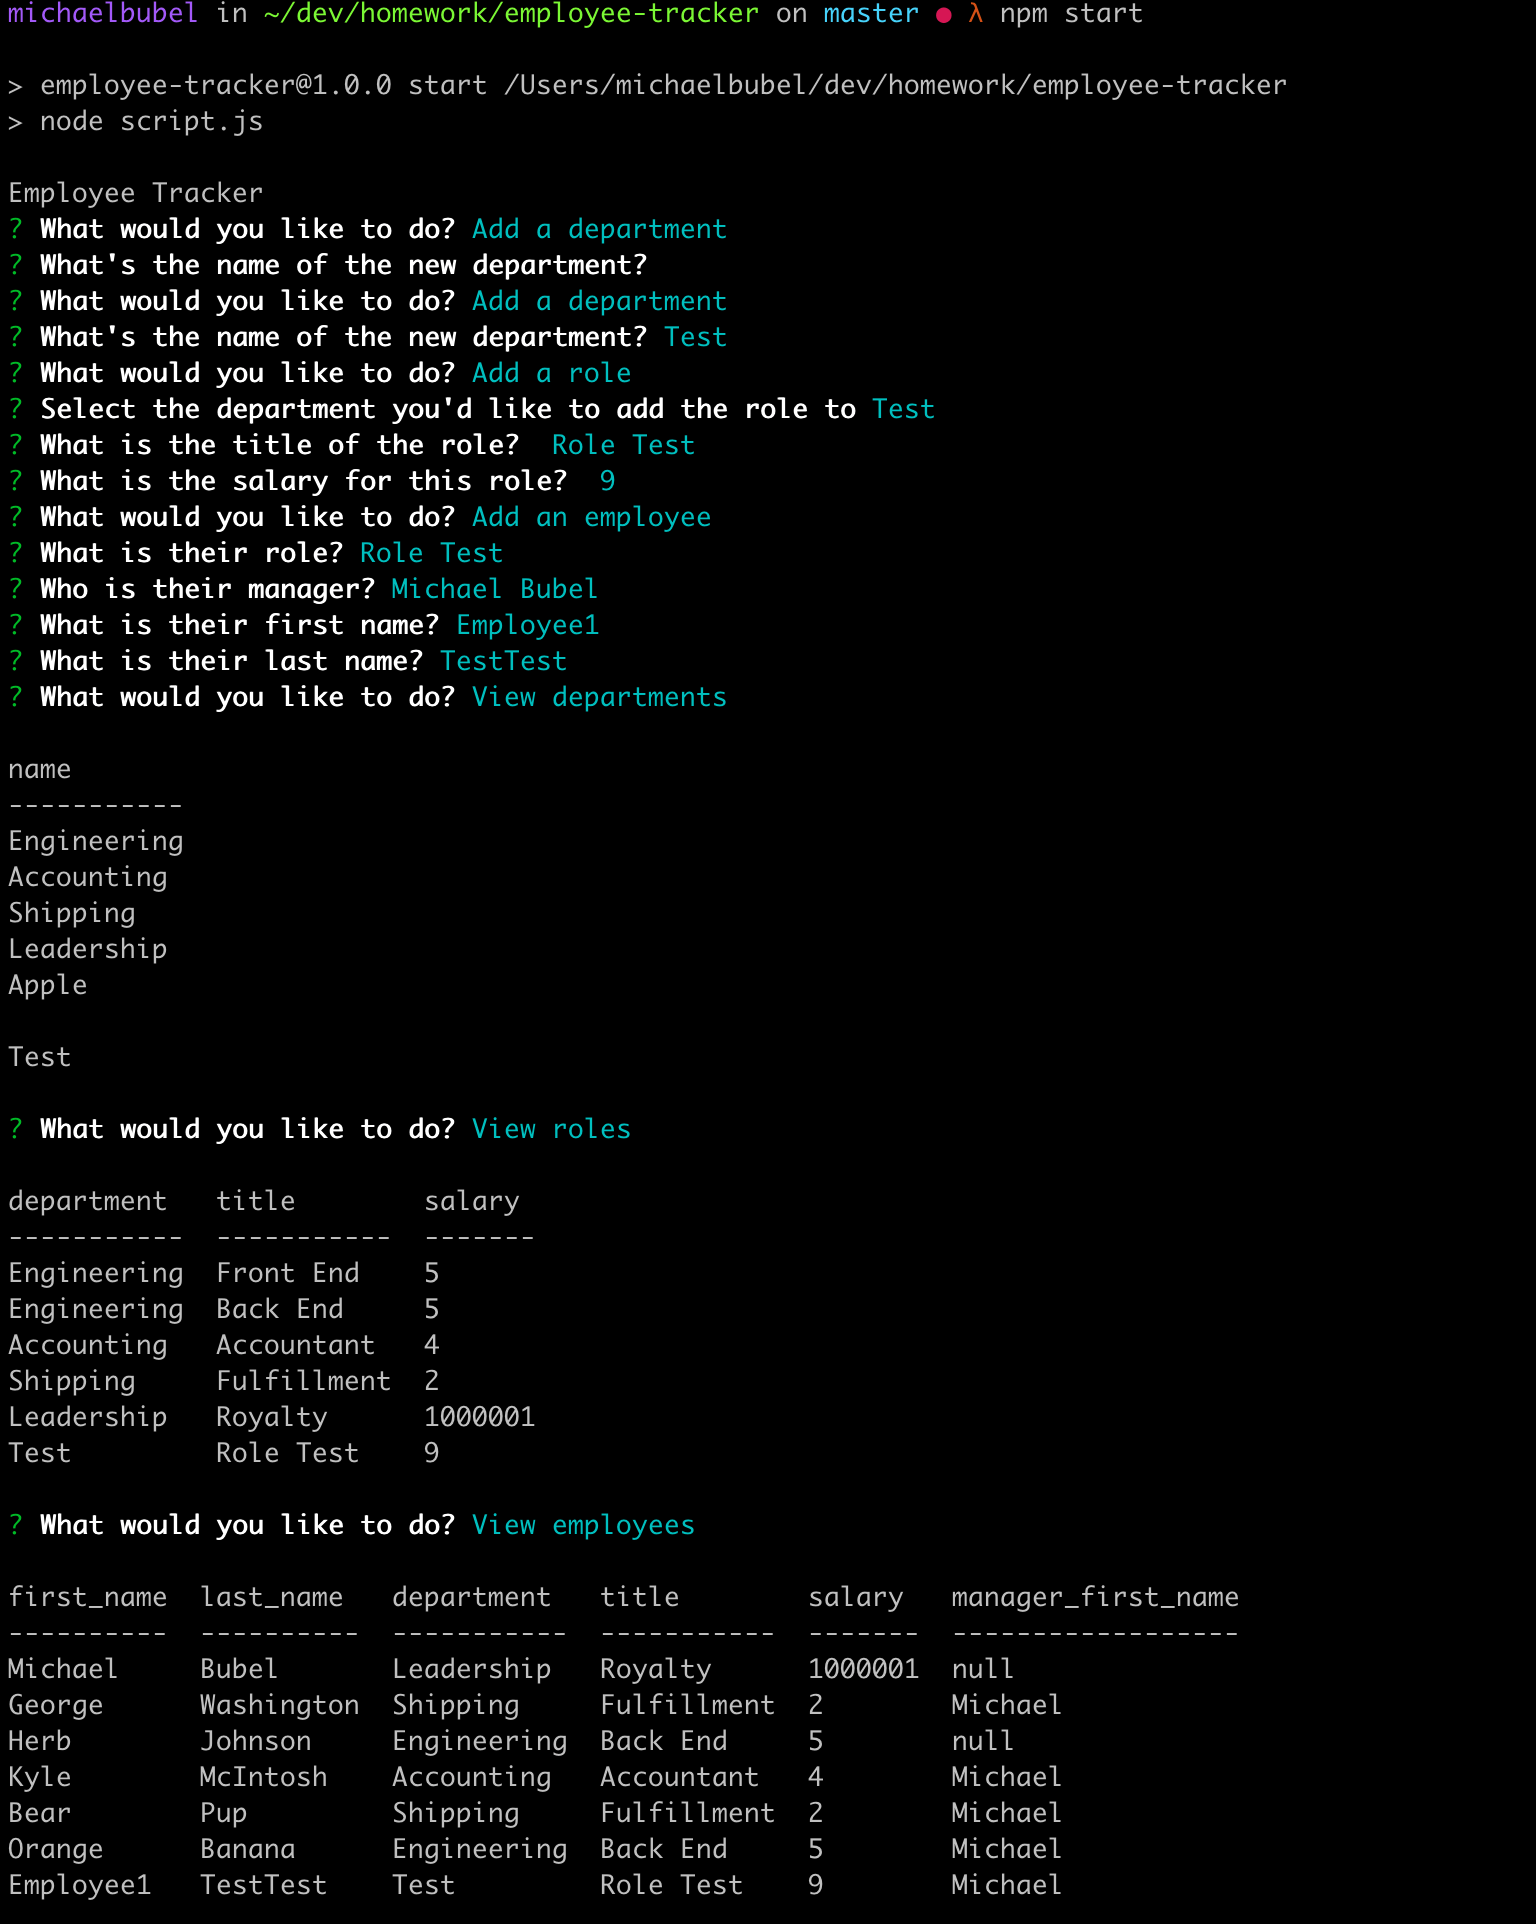 michaelbubel in ~/dev/homework/employee-tracker on master ● λ npm start
> employee-tracker@1.0.0 start /Users/michaelbubel/dev/homework/employee-tracker
> node script.js
Employee Tracker
? What would you like to do? Add a department
? What's the name of the new department?
? What would you like to do? Add a department
? What's the name of the new department? Test
? What would you like to do? Add a role
? Select the department you'd like to add the role to Test
? What is the title of the role?  Role Test
? What is the salary for this role?  9
? What would you like to do? Add an employee
? What is their role? Role Test
? Who is their manager? Michael Bubel
? What is their first name? Employee1
? What is their last name? TestTest
? What would you like to do? View departments
name
-----------
Engineering
Accounting
Shipping
Leadership
Apple
Test
? What would you like to do? View roles
department   title        salary
-----------  -----------  -------
Engineering  Front End    5
Engineering  Back End     5
Accounting   Accountant   4
Shipping     Fulfillment  2
Leadership   Royalty      1000001
Test         Role Test    9
? What would you like to do? View employees
first_name  last_name   department   title        salary   manager_first_name
----------  ----------  -----------  -----------  -------  ------------------
Michael     Bubel       Leadership   Royalty      1000001  null
George      Washington  Shipping     Fulfillment  2        Michael
Herb        Johnson     Engineering  Back End     5        null
Kyle        McIntosh    Accounting   Accountant   4        Michael
Bear        Pup         Shipping     Fulfillment  2        Michael
Orange      Banana      Engineering  Back End     5        Michael
Employee1   TestTest    Test         Role Test    9        Michael